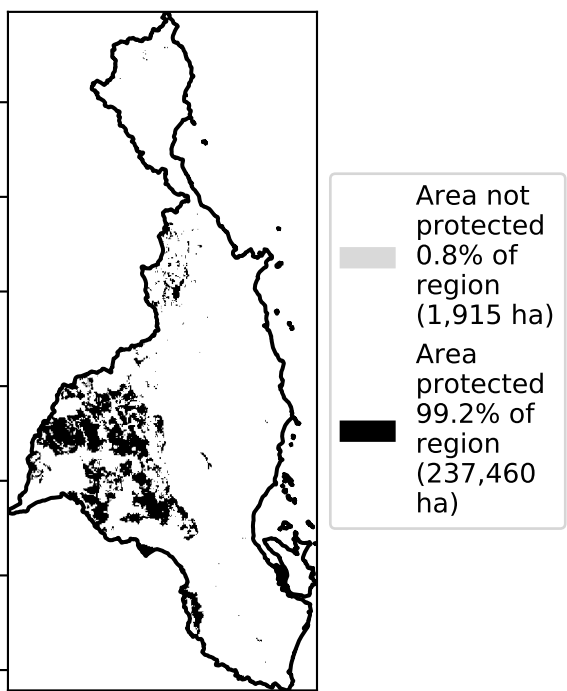 Area not
protected
0.8% of
region
(1,915 ha)
Area
protected
99.2% of
region
(237,460
ha)